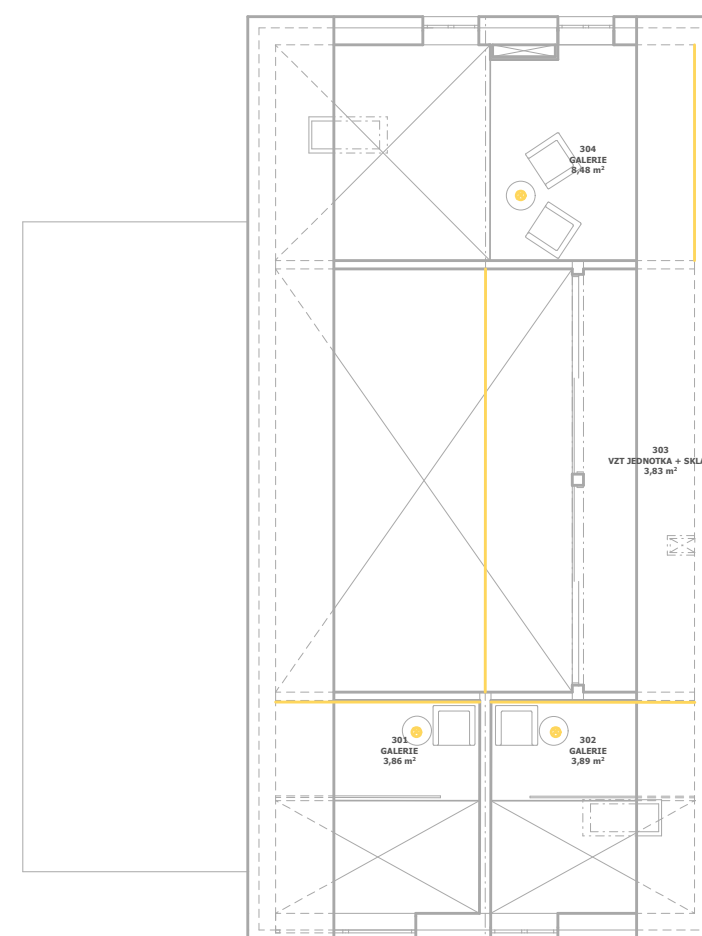 304
GALERIE
8,48 m²
303
VZT JEDNOTKA + SKLA
3,83 m²
301
GALERIE
3,86 m²
302
GALERIE
3,89 m²